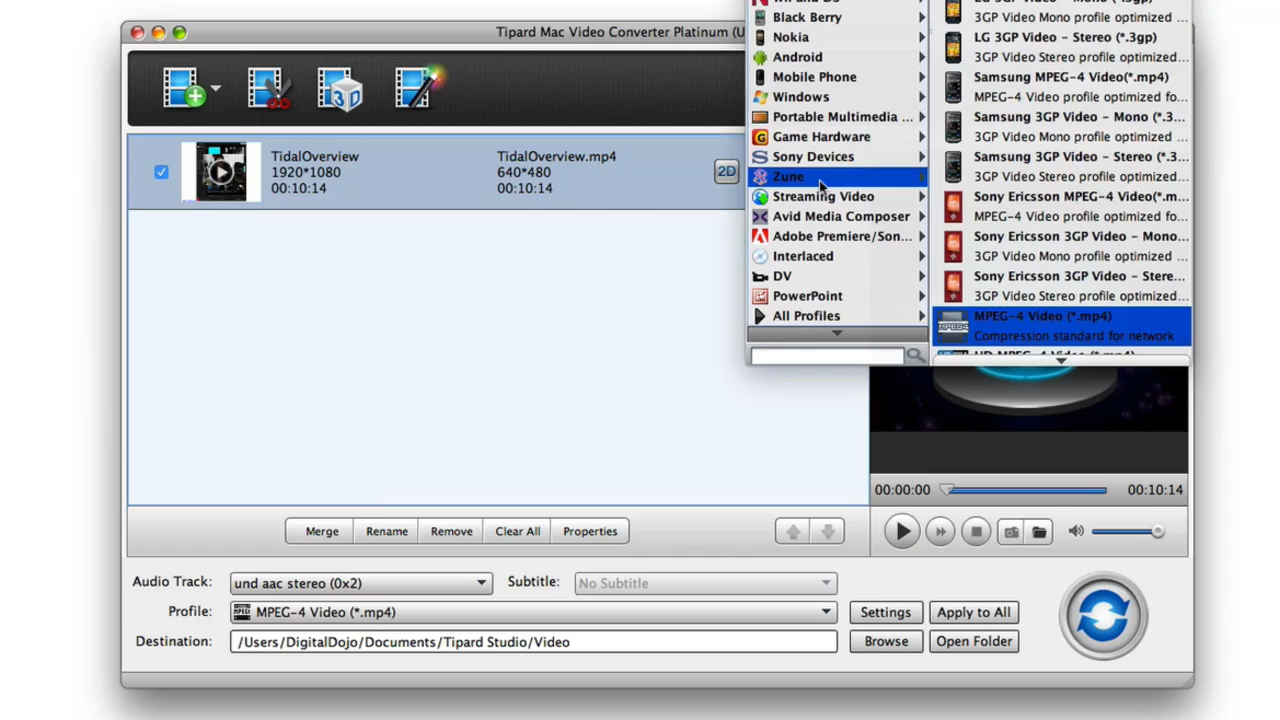 Tipard Mac Video Converter Platinum (U
TidalOverview
1920*1080
00:10:14
TidalOverview.mp4
640*480
00:10:14
2D
3D
Black Berry
Nokia
Android
Mobile Phone
Windows
Portable Multimedia ...
Game Hardware
Sony Devices
Zune
Streaming Video
Avid Media Composer
Adobe Premiere/Son...
Interlaced
DV
PowerPoint
All Profiles
3GP Video Mono profile optimized ...
LG 3GP Video - Stereo (*.3gp)
3GP Video Stereo profile optimized...
Samsung MPEG-4 Video(*.mp4)
MPEG-4 Video profile optimized fo...
Samsung 3GP Video - Mono (*.3...
3GP Video Mono profile optimized ...
Samsung 3GP Video - Stereo (*.3...
3GP Video Stereo profile optimized...
Sony Ericsson MPEG-4 Video(*.m...
MPEG-4 Video profile optimized fo...
Sony Ericsson 3GP Video - Mono...
3GP Video Mono profile optimized ...
Sony Ericsson 3GP Video - Stere...
3GP Video Stereo profile optimized...
MPEG-4 Video (*.mp4)
Compression standard for network
HD MPEG-4 Video (*.mp4)
00:00:00
00:10:14
Merge
Rename
Remove
Clear All
Properties
Audio Track:
und aac stereo (0x2)
Subtitle:
No Subtitle
Profile:
MPEG-4 Video (*.mp4)
Settings
Apply to All
Destination:
/Users/DigitalDojo/Documents/Tipard Studio/Video
Browse
Open Folder